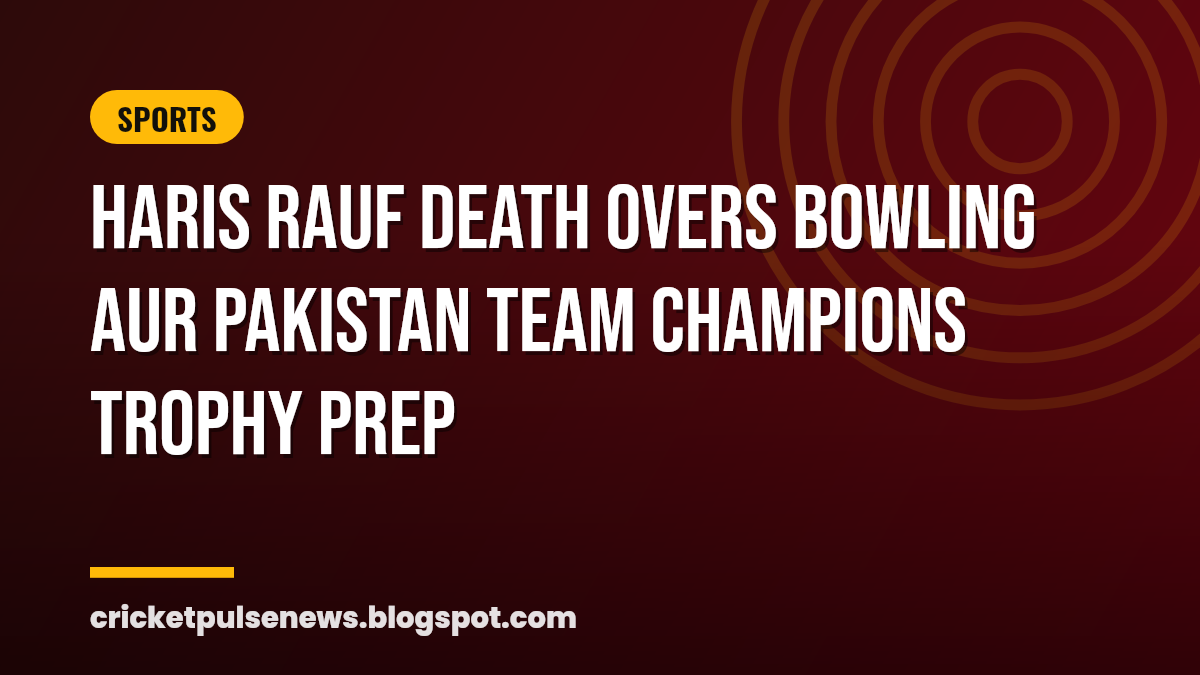 SPORTS
HARIS RAUF DEATH OVERS BOWLING
AUR PAKISTAN TEAM CHAMPIONS
TROPHY PREP
cricketpulsenews.blogspot.com